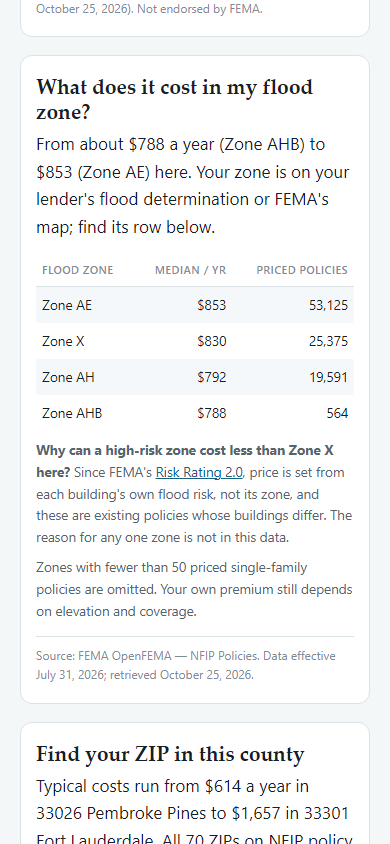 October 25, 2026). Not endorsed by FEMA.
What does it cost in my flood
zone?
From about $788 a year (Zone AHB) to
$853 (Zone AE) here. Your zone is on your
lender's flood determination or FEMA's
map; find its row below.
FLOOD ZONE MEDIAN / YR PRICED POLICIES
Zone AE $853 53,125
Zone X $830 25,375
Zone AH $792 19,591
Zone AHB $788 564
Why can a high-risk zone cost less than Zone X
here? Since FEMA's Risk Rating 2.0, price is set from
each building's own flood risk, not its zone, and
these are existing policies whose buildings differ. The
reason for any one zone is not in this data.
Zones with fewer than 50 priced single-family
policies are omitted. Your own premium still depends
on elevation and coverage.
Source: FEMA OpenFEMA — NFIP Policies. Data effective
July 31, 2026; retrieved October 25, 2026.
Find your ZIP in this county
Typical costs run from $614 a year in
33026 Pembroke Pines to $1,657 in 33301
Fort Lauderdale. All 70 ZIPs on NFIP policy